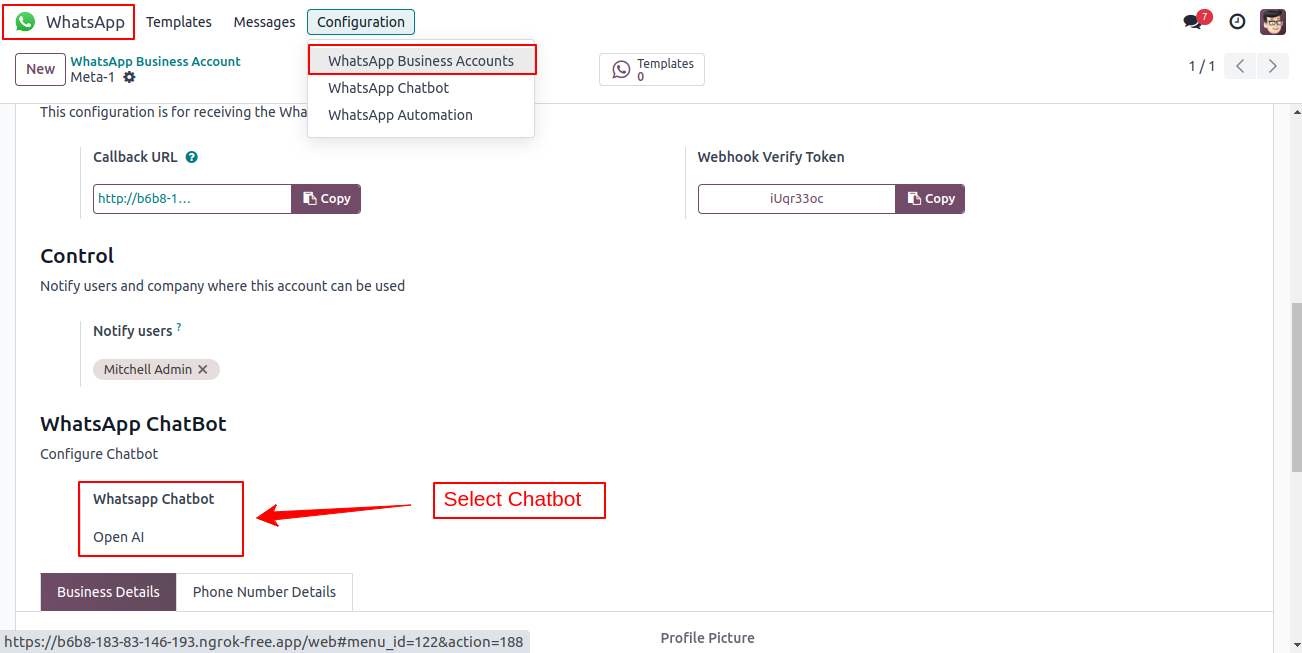 WhatsApp Templates Messages Configuration 7
New WhatsApp Business Account
Meta-1
WhatsApp Business Accounts
WhatsApp Chatbot
WhatsApp Automation
Templates
0
1 / 1
This configuration is for receiving the Wha
Callback URL ? Webhook Verify Token
http://b6b8-1... Copy iUqr33oc Copy
Control
Notify users and company where this account can be used
Notify users ?
Mitchell Admin ✕
WhatsApp ChatBot
Configure Chatbot
Whatsapp Chatbot
Select Chatbot
Open AI
Business Details Phone Number Details
Profile Picture
https://b6b8-183-83-146-193.ngrok-free.app/web#menu_id=122&action=188